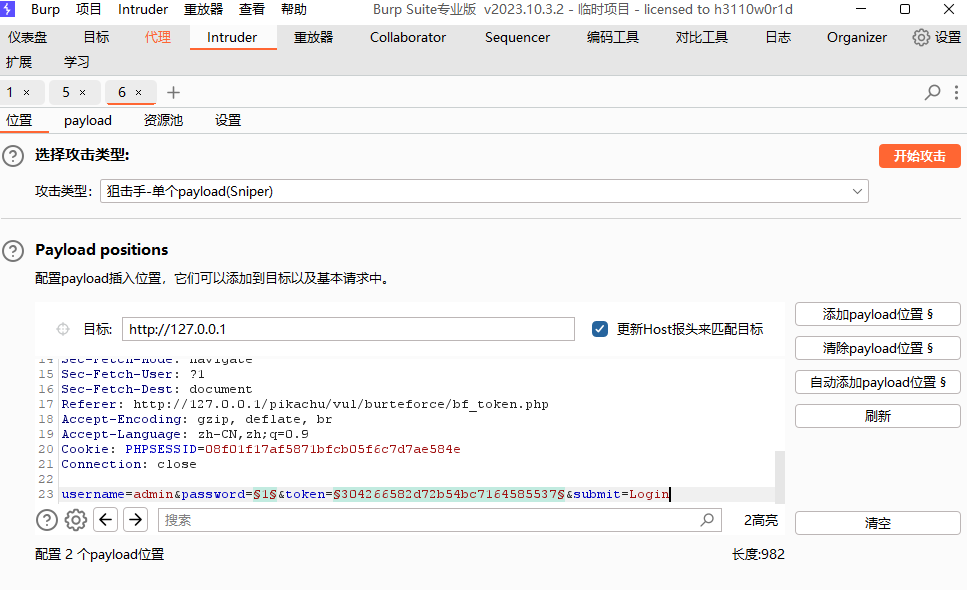 Burp 项目 Intruder 重放器 查看 帮助 Burp Suite专业版 v2023.10.3.2 - 临时项目 - licensed to h3110w0r1d
仪表盘 目标 代理 Intruder 重放器 Collaborator Sequencer 编码工具 对比工具 日志 Organizer 设置
扩展 学习
1 × 5 × 6 × +
位置 payload 资源池 设置
? 选择攻击类型: 开始攻击
攻击类型: 狙击手-单个payload(Sniper)
? Payload positions
配置payload插入位置，它们可以添加到目标以及基本请求中。
添加payload位置 §
目标: http://127.0.0.1 更新Host报头来匹配目标
清除payload位置 §
14 Sec-Fetch-Mode: navigate
15 Sec-Fetch-User: ?1
16 Sec-Fetch-Dest: document
自动添加payload位置 §
17 Referer: http://127.0.0.1/pikachu/vul/burteforce/bf_token.php
18 Accept-Encoding: gzip, deflate, br
刷新
19 Accept-Language: zh-CN,zh;q=0.9
20 Cookie: PHPSESSID=08f01f17af5871bfcb05f6c7d7ae584e
21 Connection: close
22
23 username=admin&password=§1§&token=§304266582d72b54bc7164585537§&submit=Login
? 搜索 2高亮 清空
配置 2 个payload位置 长度:982